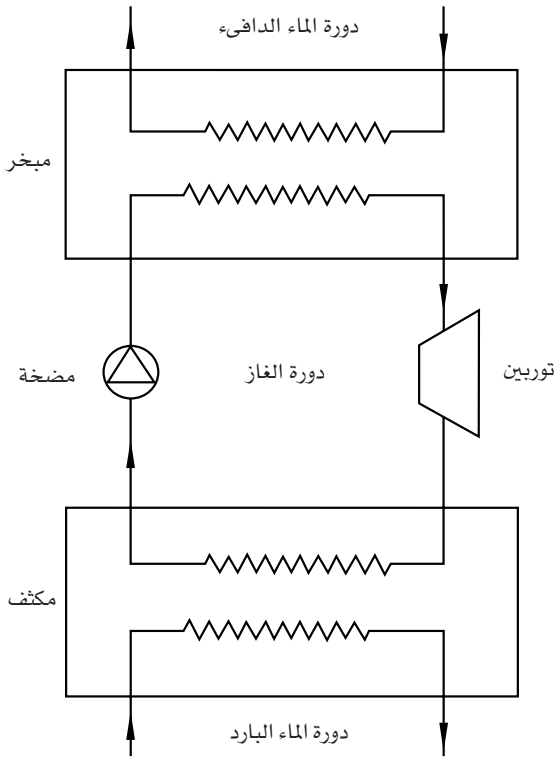 دورة الماء الدافىء
مبخر
توربين
دورة الغاز
مضخة
مكثف
دورة الماء البارد